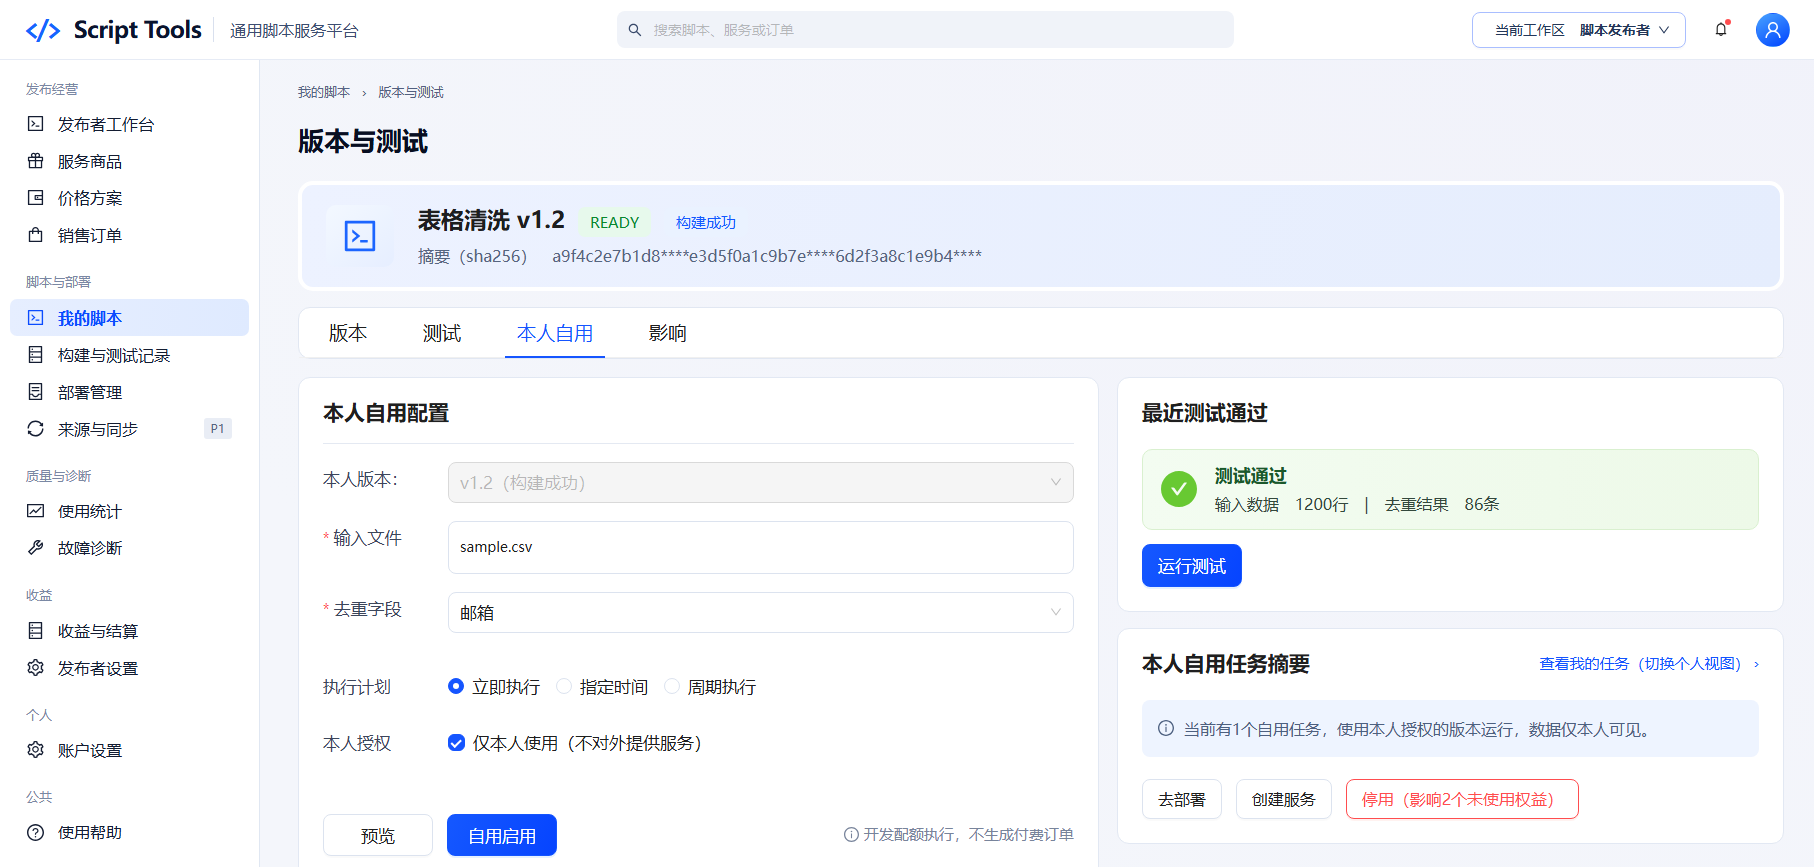 </> Script Tools 通用脚本服务平台
搜索脚本、服务或订单
当前工作区 脚本发布者
发布经营
发布者工作台
服务商品
价格方案
销售订单
脚本与部署
我的脚本
构建与测试记录
部署管理
来源与同步 P1
质量与诊断
使用统计
故障诊断
收益
收益与结算
发布者设置
个人
账户设置
公共
使用帮助
我的脚本 › 版本与测试
版本与测试
表格清洗 v1.2 READY 构建成功
摘要（sha256） a9f4c2e7b1d8****e3d5f0a1c9b7e****6d2f3a8c1e9b4****
版本 测试 本人自用 影响
本人自用配置
本人版本： v1.2（构建成功）
* 输入文件 sample.csv
* 去重字段 邮箱
执行计划 立即执行 指定时间 周期执行
本人授权 仅本人使用（不对外提供服务）
预览 自用启用 开发配额执行，不生成付费订单
最近测试通过
测试通过
输入数据 1200行 | 去重结果 86条
运行测试
本人自用任务摘要 查看我的任务（切换个人视图） ›
当前有1个自用任务，使用本人授权的版本运行，数据仅本人可见。
去部署 创建服务 停用（影响2个未使用权益）